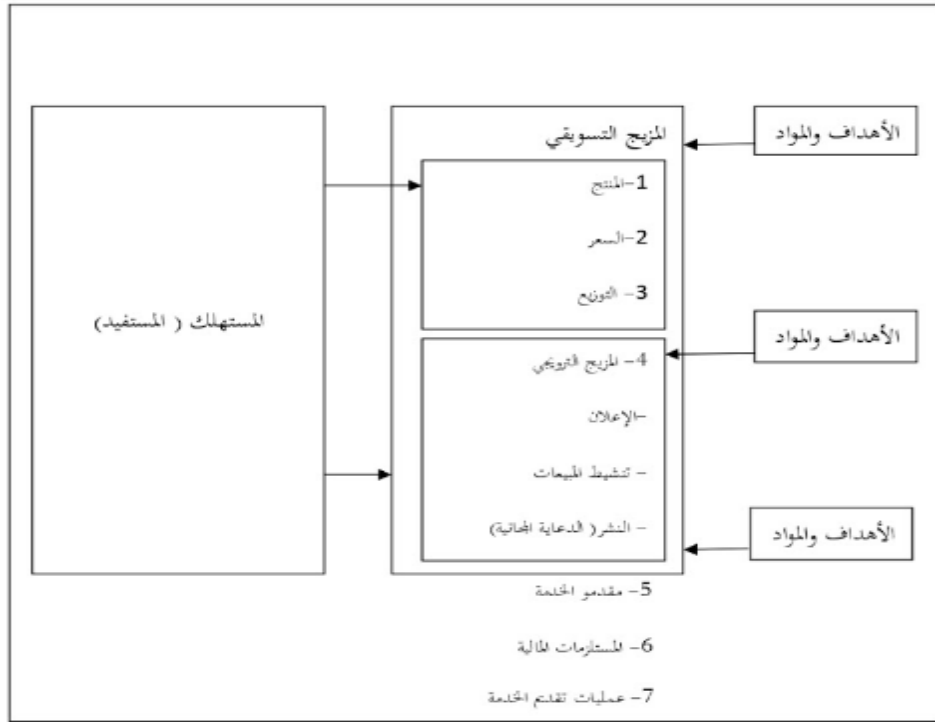 الأهداف والمواد
المزيج التسويقي
1-المنتج
2-السعر
3- التوزيع
المستهلك ( المستفيد)
الأهداف والمواد
4- المزيج الترويجي
-الإعلان
- تنشيط المبيعات
- النشر( الدعاية المجانية)
الأهداف والمواد
5- مقدمو الخدمة
6- المستلزمات المالية
7- عمليات تقديم الخدمة